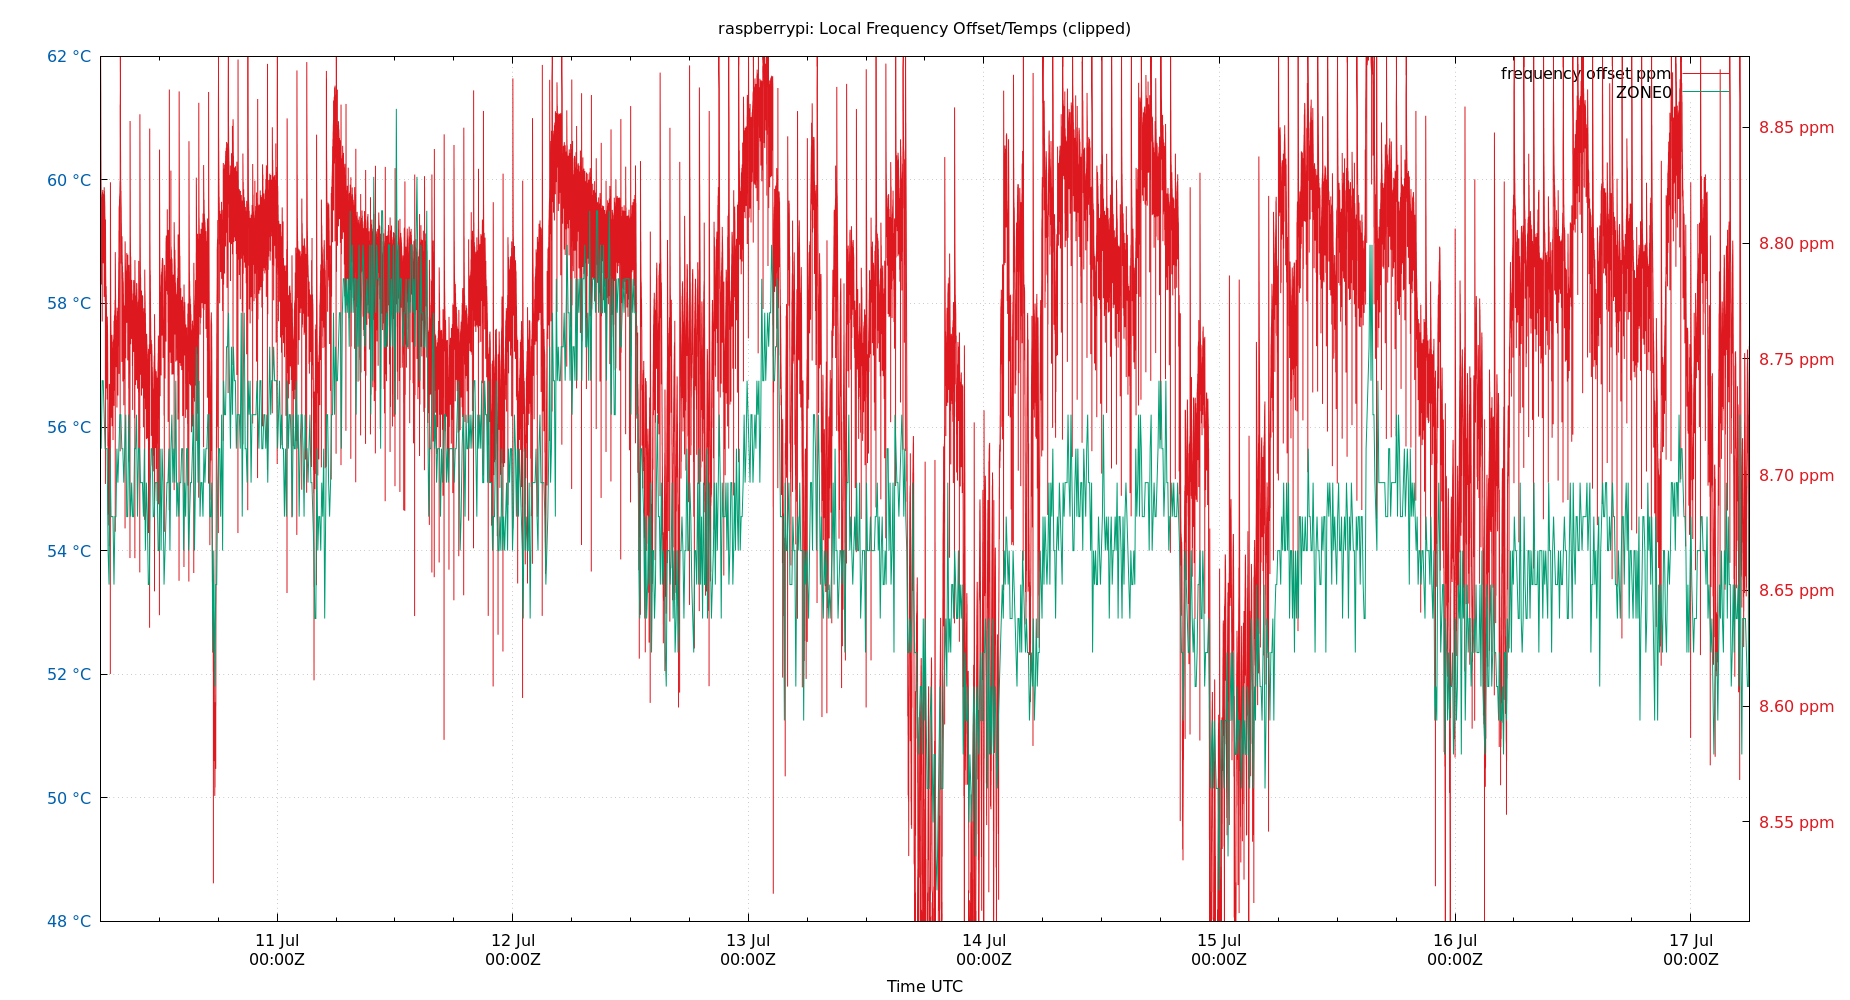 raspberrypi: Local Frequency Offset/Temps (clipped)
frequency offset ppm
ZONE0
62 °C
60 °C
58 °C
56 °C
54 °C
52 °C
50 °C
48 °C
8.85 ppm
8.80 ppm
8.75 ppm
8.70 ppm
8.65 ppm
8.60 ppm
8.55 ppm
11 Jul
00:00Z
12 Jul
00:00Z
13 Jul
00:00Z
14 Jul
00:00Z
15 Jul
00:00Z
16 Jul
00:00Z
17 Jul
00:00Z
Time UTC